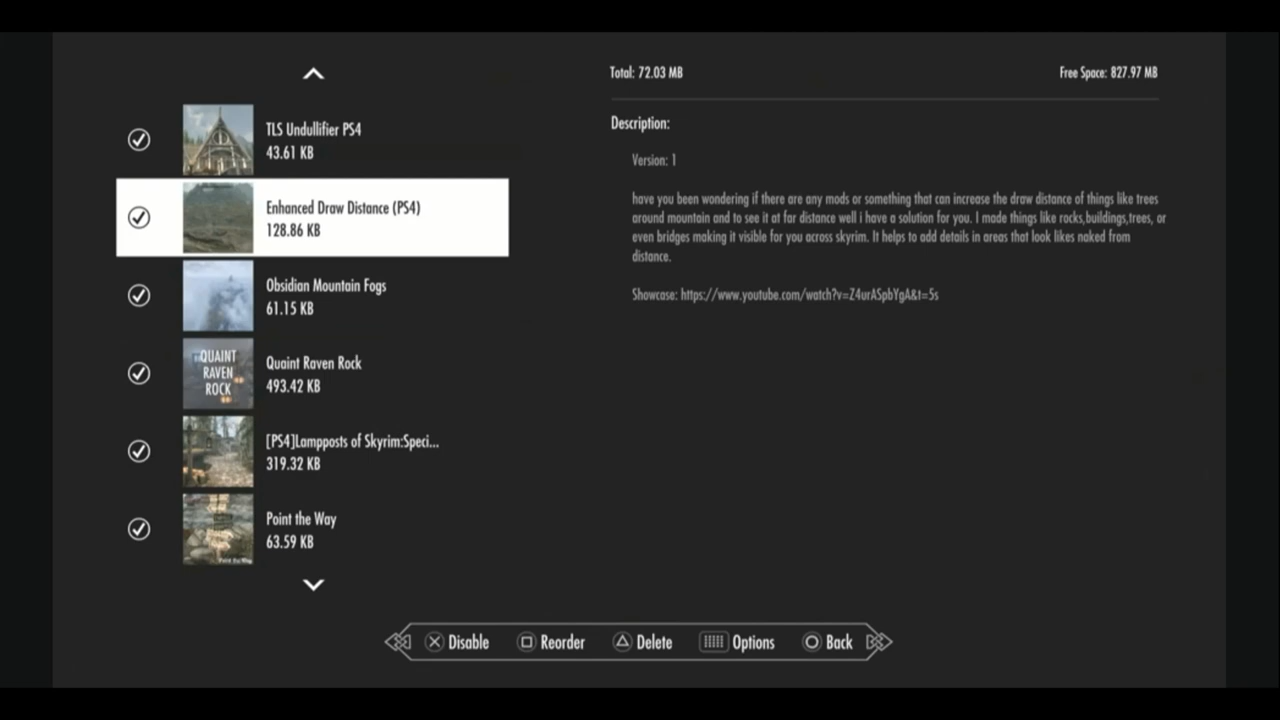 Total: 72.03 MB
Free Space: 827.97 MB
TLS Undullifier PS4
43.61 KB
Enhanced Draw Distance (PS4)
128.86 KB
Obsidian Mountain Fogs
61.15 KB
QUAINT
RAVEN
ROCK
Quaint Raven Rock
493.42 KB
[PS4]Lampposts of Skyrim:Speci...
319.32 KB
Point the Way
Point the Way
63.59 KB
Description:
Version: 1
have you been wondering if there are any mods or something that can increase the draw distance of things like trees
around mountain and to see it at far distance well i have a solution for you. I made things like rocks,buildings,trees, or
even bridges making it visible for you across skyrim. It helps to add details in areas that look likes naked from
distance.
Showcase: https://www.youtube.com/watch?v=Z4urASpbYgA&t=5s
Disable
Reorder
Delete
Options
Back